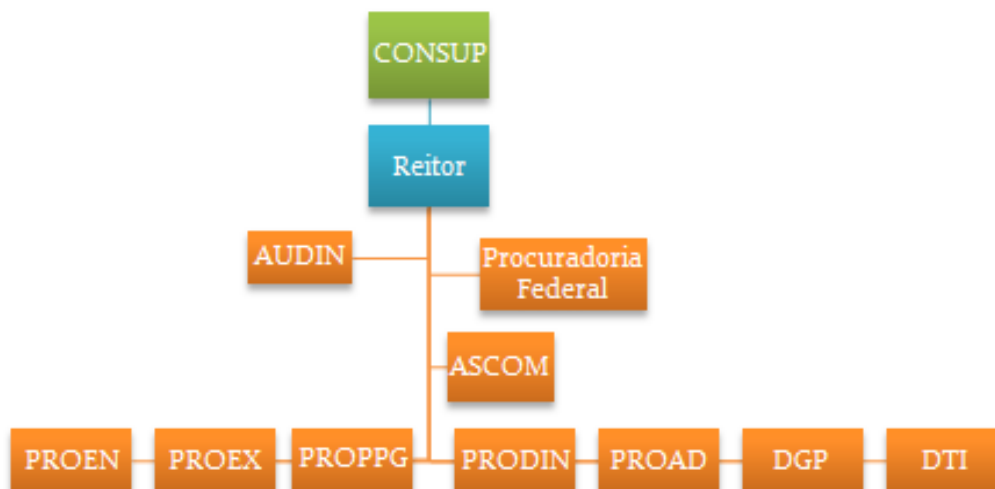 CONSUP
Reitor
AUDIN
Procuradoria
Federal
ASCOM
PROEN
PROEX
PROPPG
PRODIN
PROAD
DGP
DTI